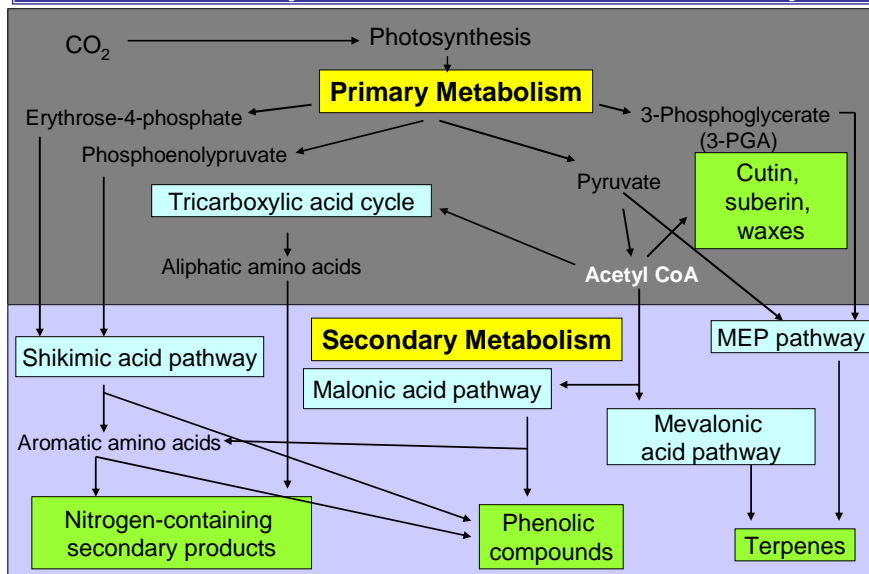 CO2
Photosynthesis
Primary Metabolism
Erythrose-4-phosphate
3-Phosphoglycerate
(3-PGA)
Phosphoenolypruvate
Pyruvate
Cutin,
suberin,
waxes
Tricarboxylic acid cycle
Aliphatic amino acids
Acetyl CoA
Secondary Metabolism
MEP pathway
Shikimic acid pathway
Malonic acid pathway
Mevalonic
acid pathway
Aromatic amino acids
Nitrogen-containing
secondary products
Phenolic
compounds
Terpenes